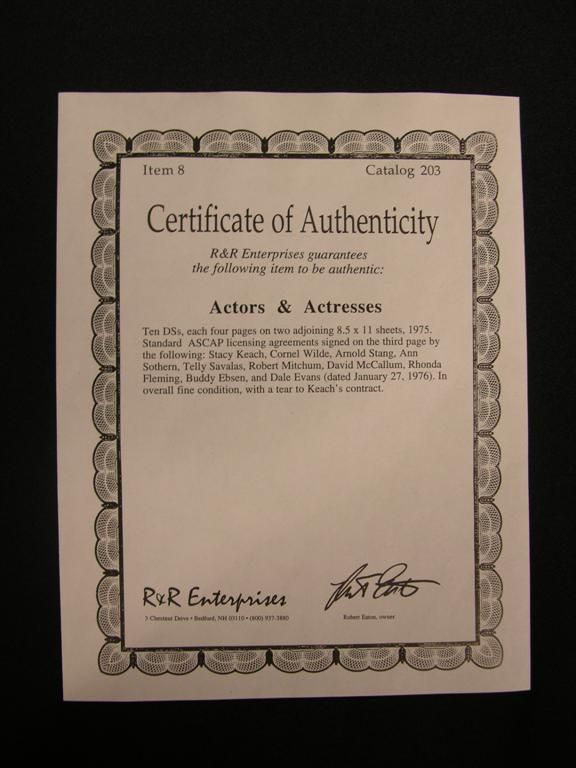 Item 8 Catalog 203
Certificate of Authenticity
R&R Enterprises guarantees
the following item to be authentic:
Actors & Actresses
Ten DSs, each four pages on two adjoining 8.5 x 11 sheets, 1975.
Standard ASCAP licensing agreements signed on the third page by
the following: Stacy Keach, Cornel Wilde, Arnold Stang, Ann
Sothern, Telly Savalas, Robert Mitchum, David McCallum, Rhonda
Fleming, Buddy Ebsen, and Dale Evans (dated January 27, 1976). In
overall fine condition, with a tear to Keach's contract.
R&R Enterprises
3 Chestnut Drive • Bedford, NH 03110 • (800) 937-3880
Robert Eaton, owner